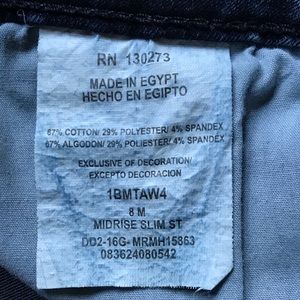 RN 130273
MADE IN EGYPT
HECHO EN EGIPTO
67% COTTON/ 29% POLYESTER/ 4% SPANDEX
67% ALGODON/ 29% POLYESTER/ 4% SPANDEX
EXCLUSIVE OF DECORATION/
EXCEPTO DECORACION
1BMTAW4
8 M
MIDRISE SLIM ST
DD2-16G-MRMH15863
083624080542